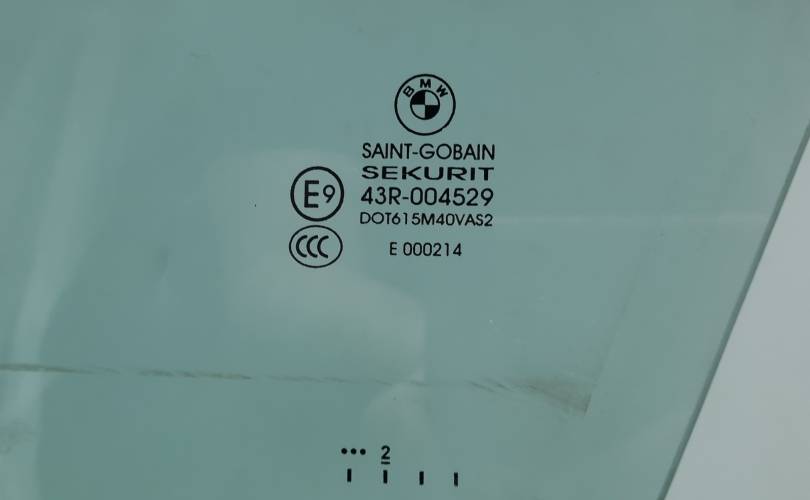 BMW
SAINT-GOBAIN
SEKURIT
E9
43R-004529
DOT615M40VAS2
CCC
E 000214
••• 2